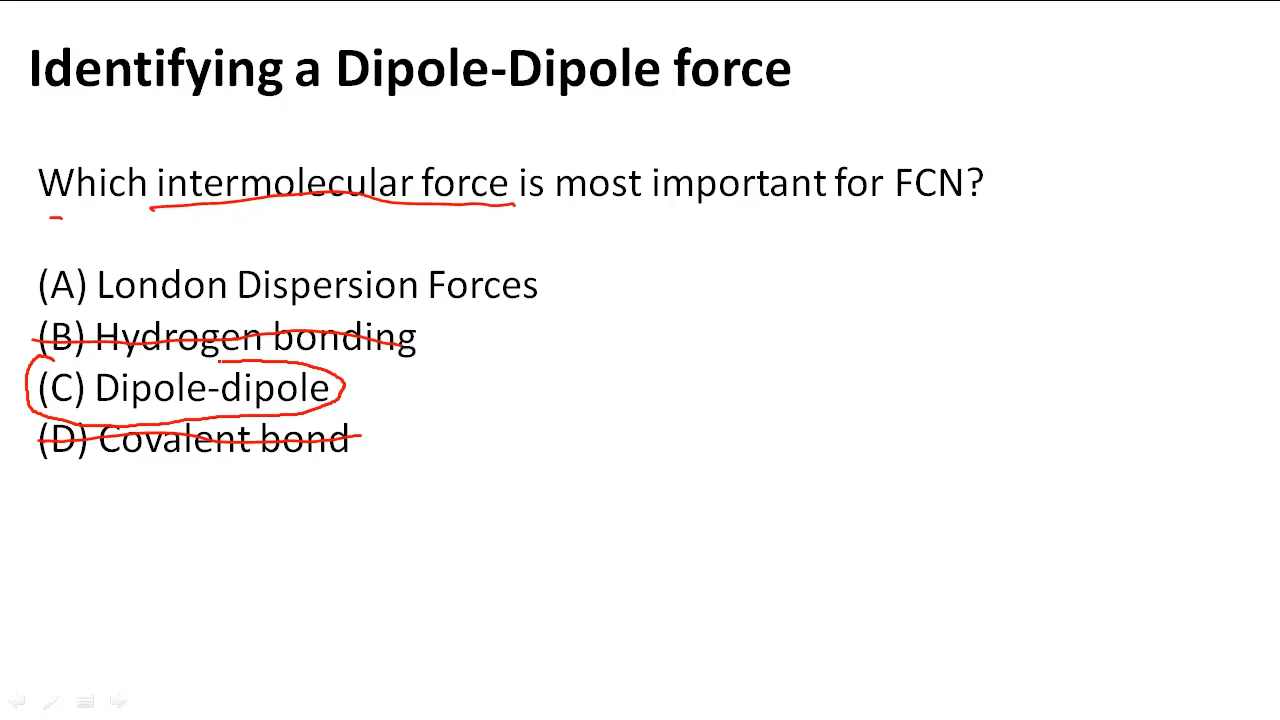 Identifying a Dipole-Dipole force
Which intermolecular force is most important for FCN?
(A) London Dispersion Forces
(B) Hydrogen bonding
(C) Dipole-dipole
(D) Covalent bond